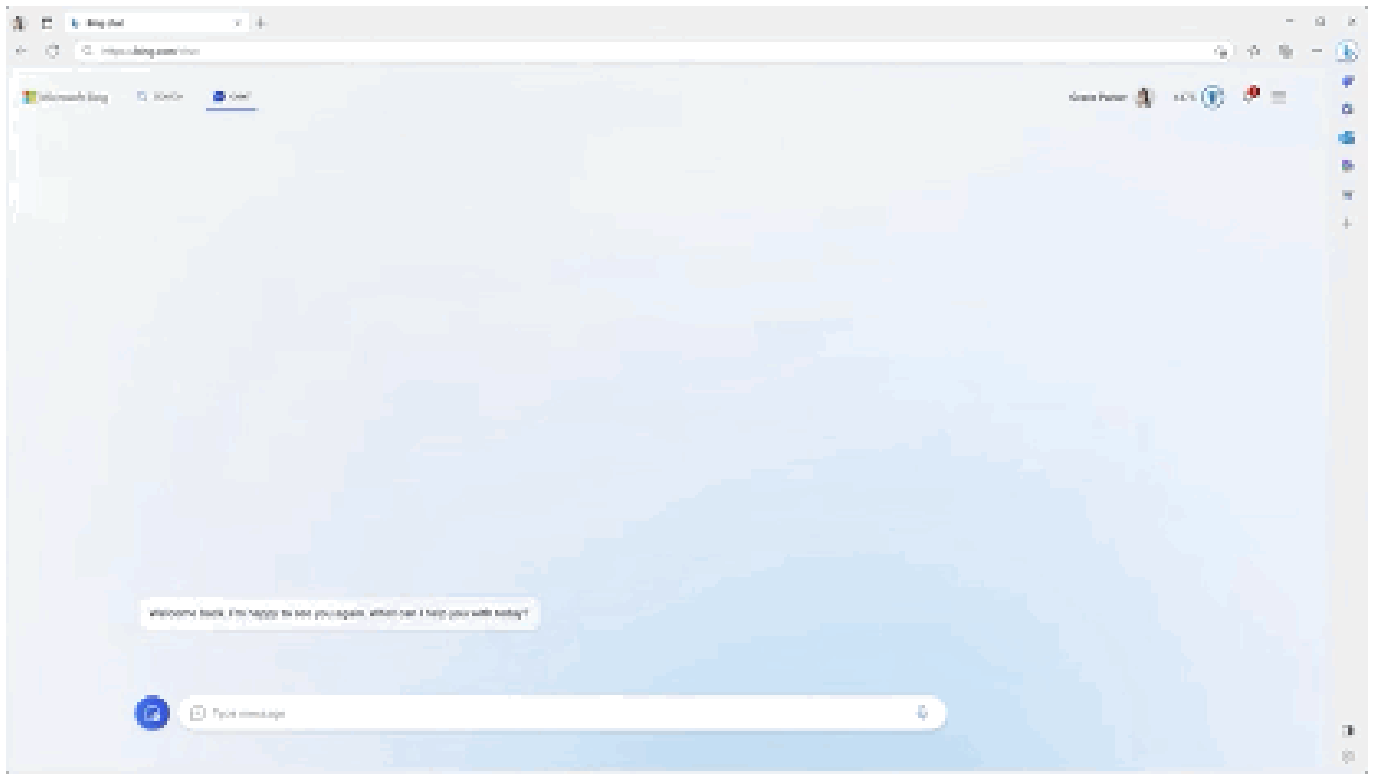 Bing chat
https://bing.com/chat
Microsoft Bing
SEARCH
CHAT
Welcome back, I'm happy to see you again. What can I help you with today?
Type message